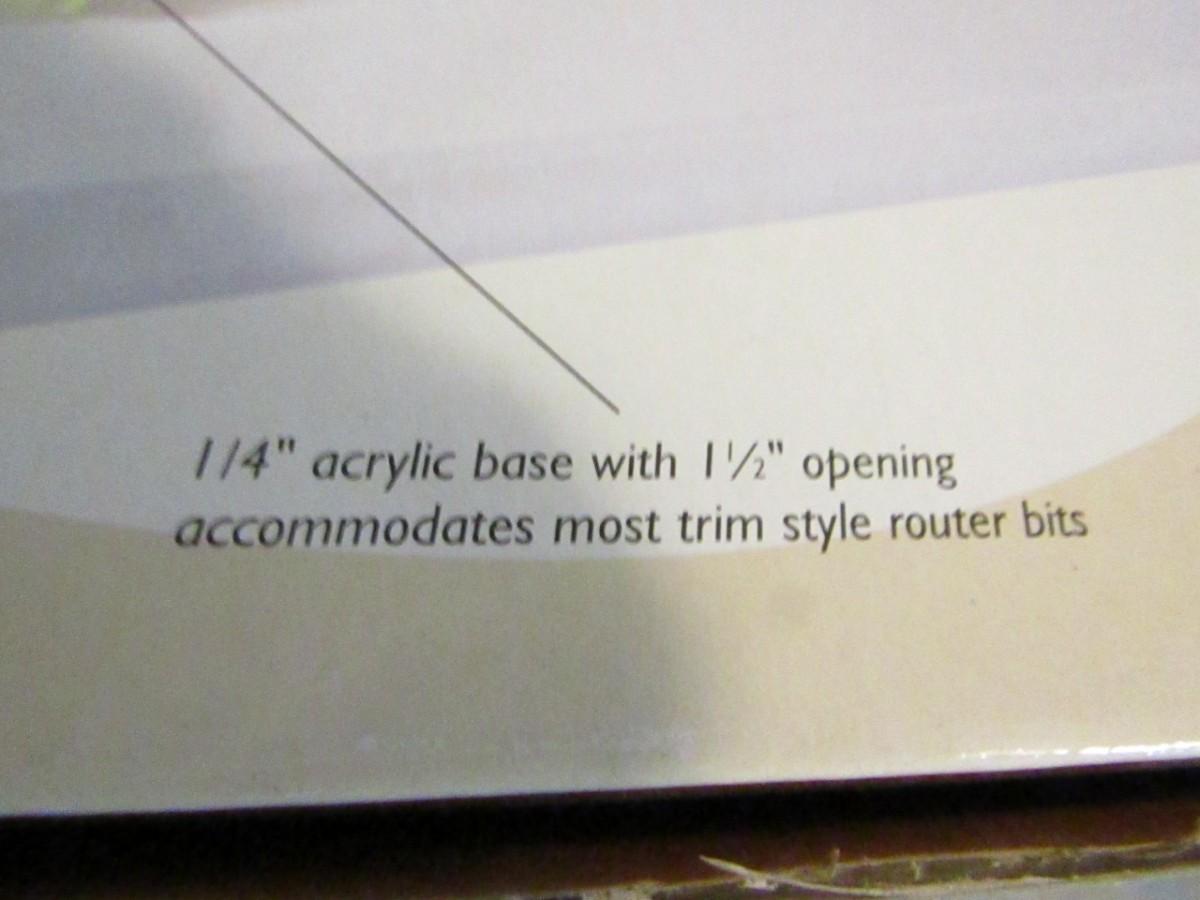 1/4" acrylic base with 1½" opening
accommodates most trim style router bits